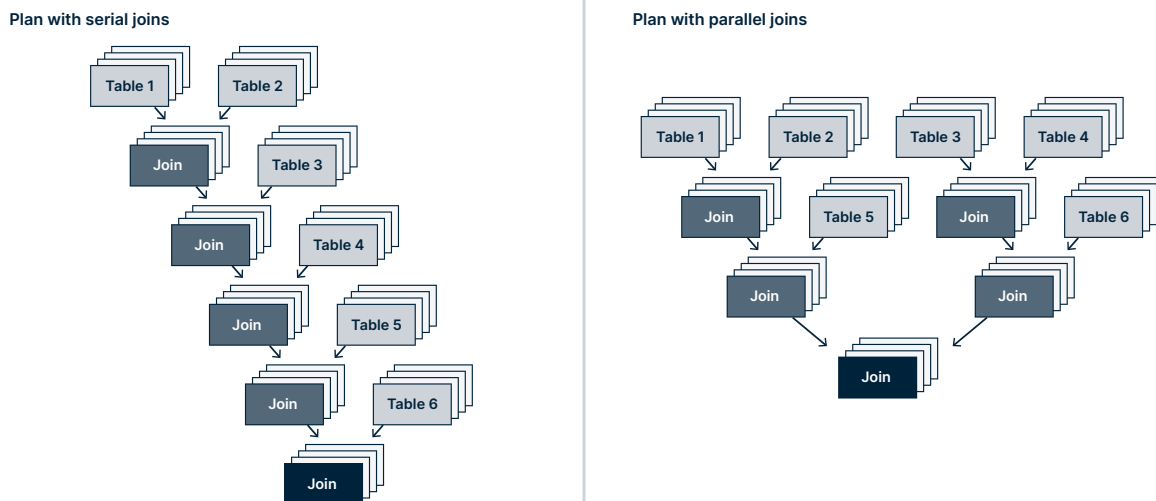 Plan with serial joins
Table 1
Table 2
Join
Table 3
Join
Table 4
Join
Table 5
Join
Table 6
Join
Plan with parallel joins
Table 1
Table 2
Table 3
Table 4
Join
Table 5
Join
Table 6
Join
Join
Join